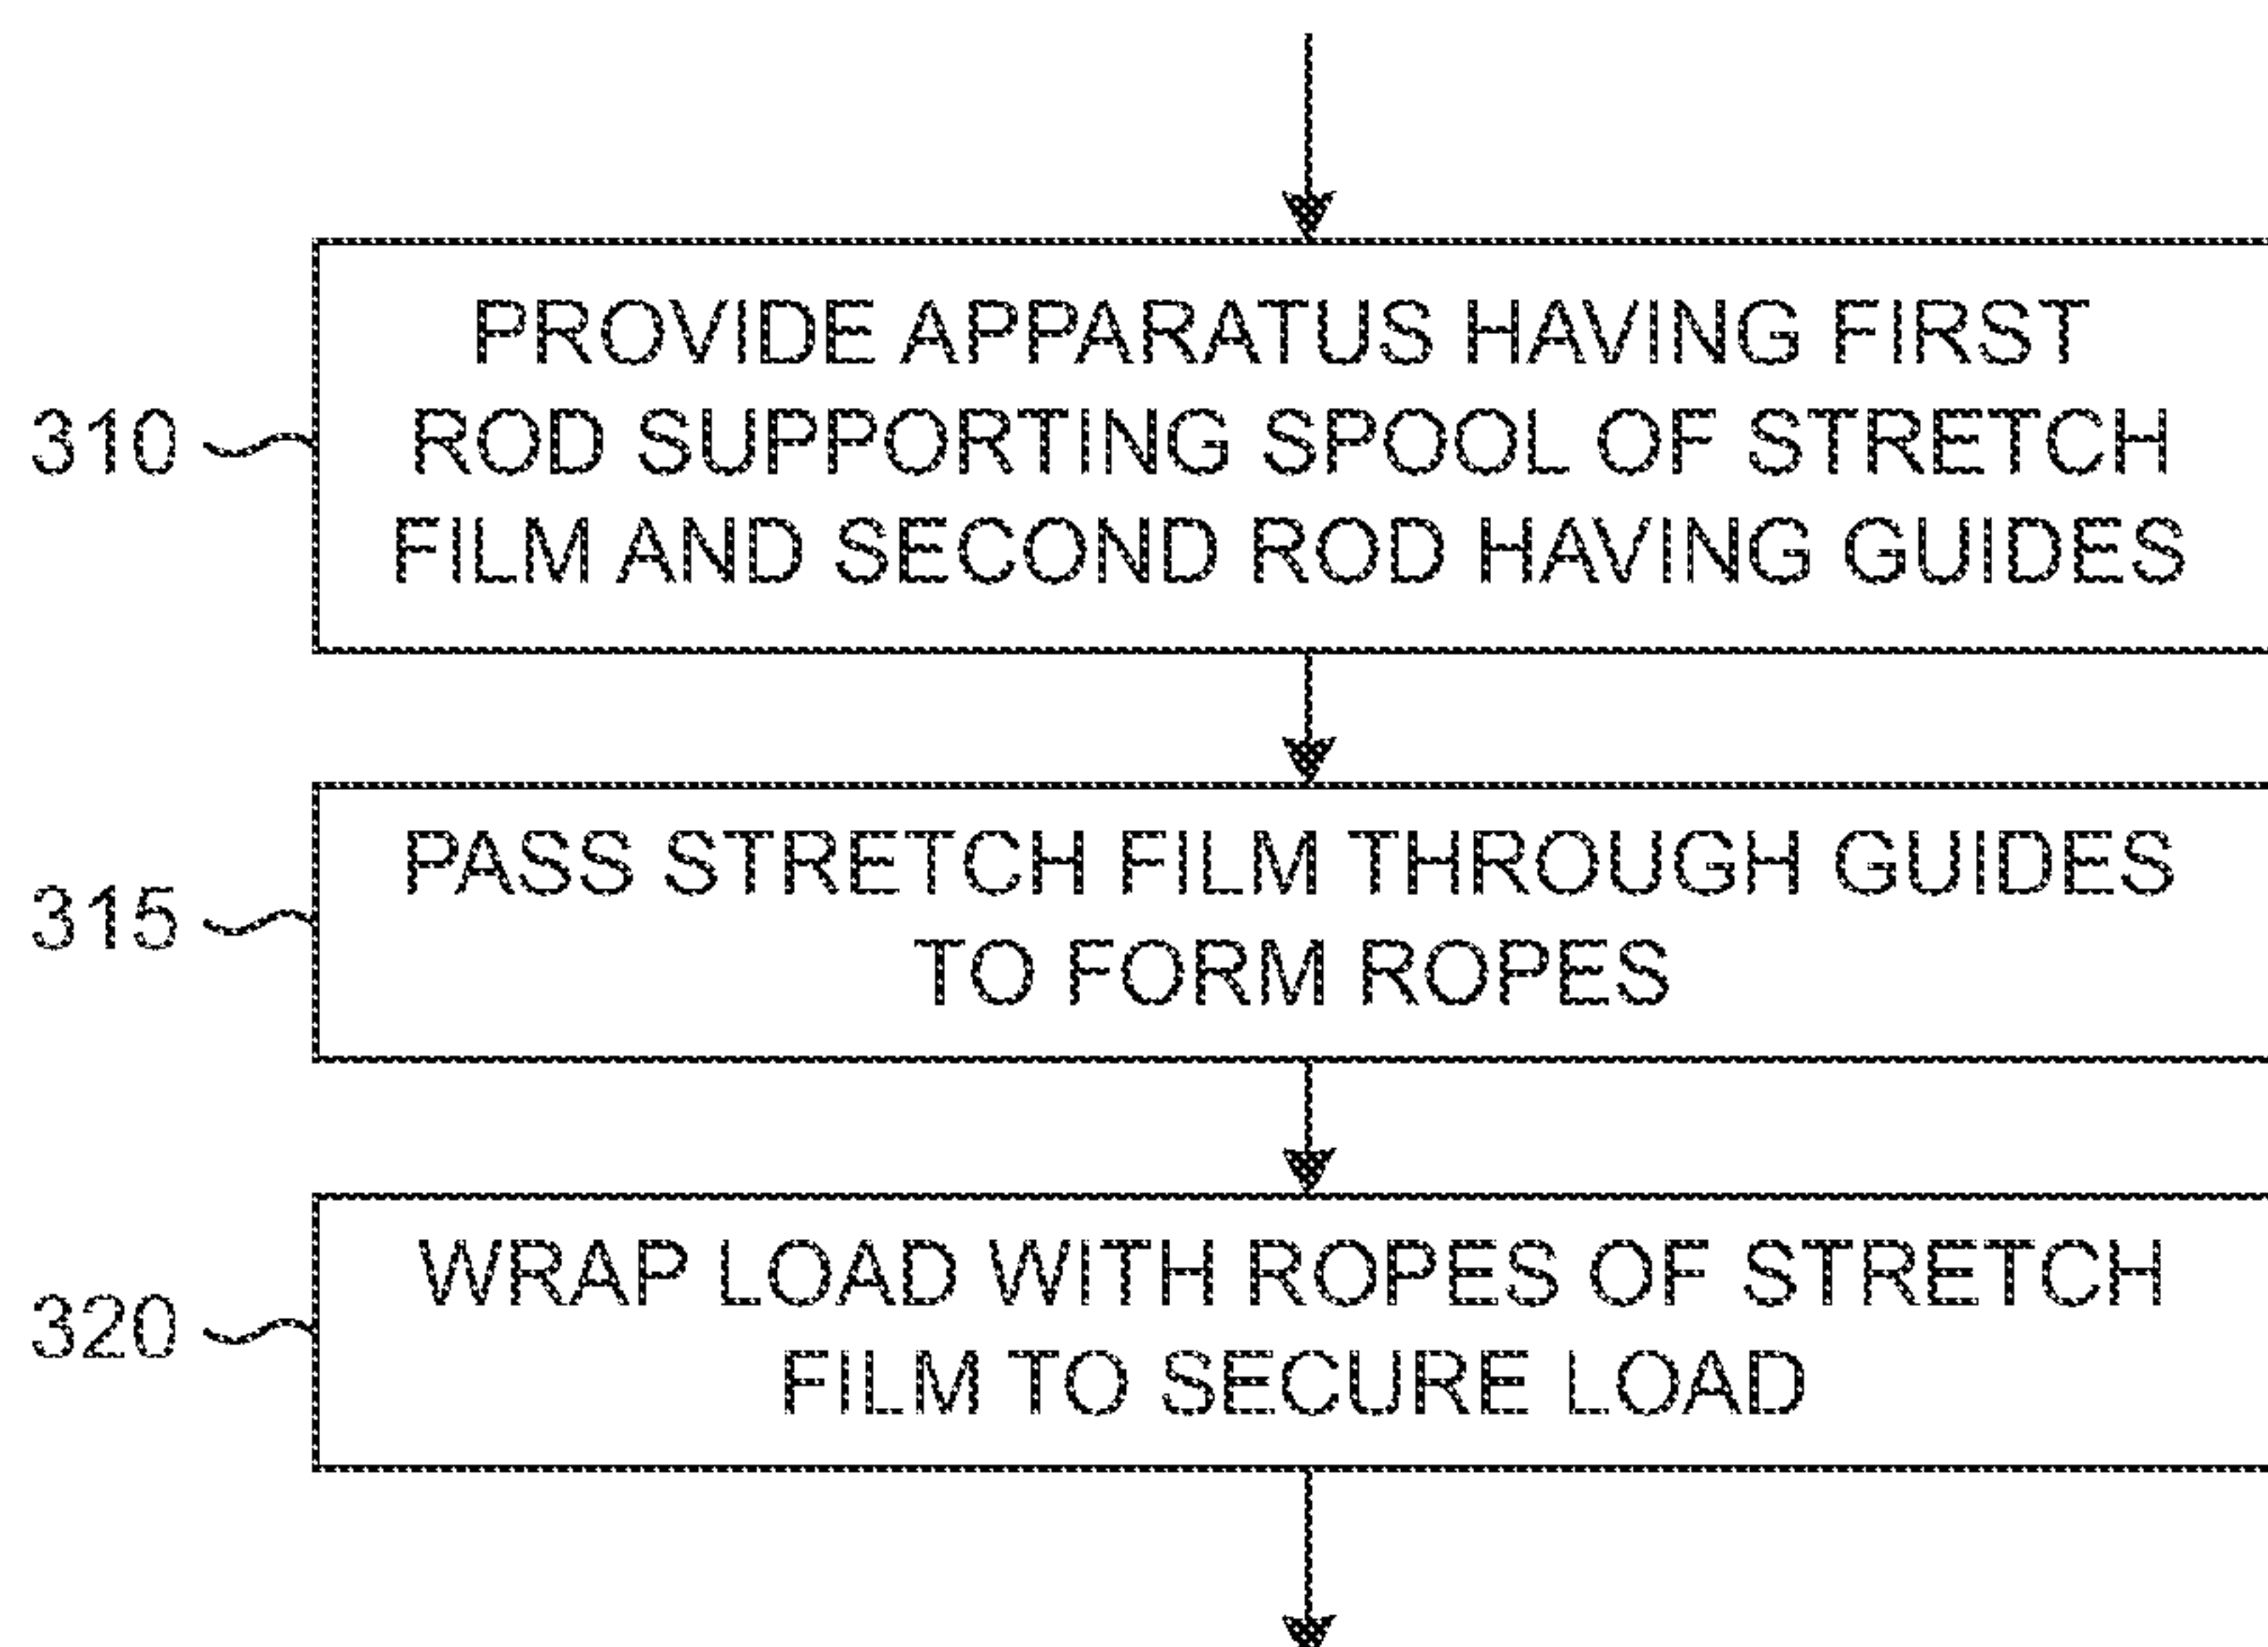 PROVIDE APPARATUS HAVING FIRST
310 ROD SUPPORTING SPOOL OF STRETCH
FILM AND SECOND ROD HAVING GUIDES
PASS STRETCH FILM THROUGH GUIDES
315
TO FORM ROPES
WRAP LOAD WITH ROPES OF STRETCH
320
FILM TO SECURE LOAD